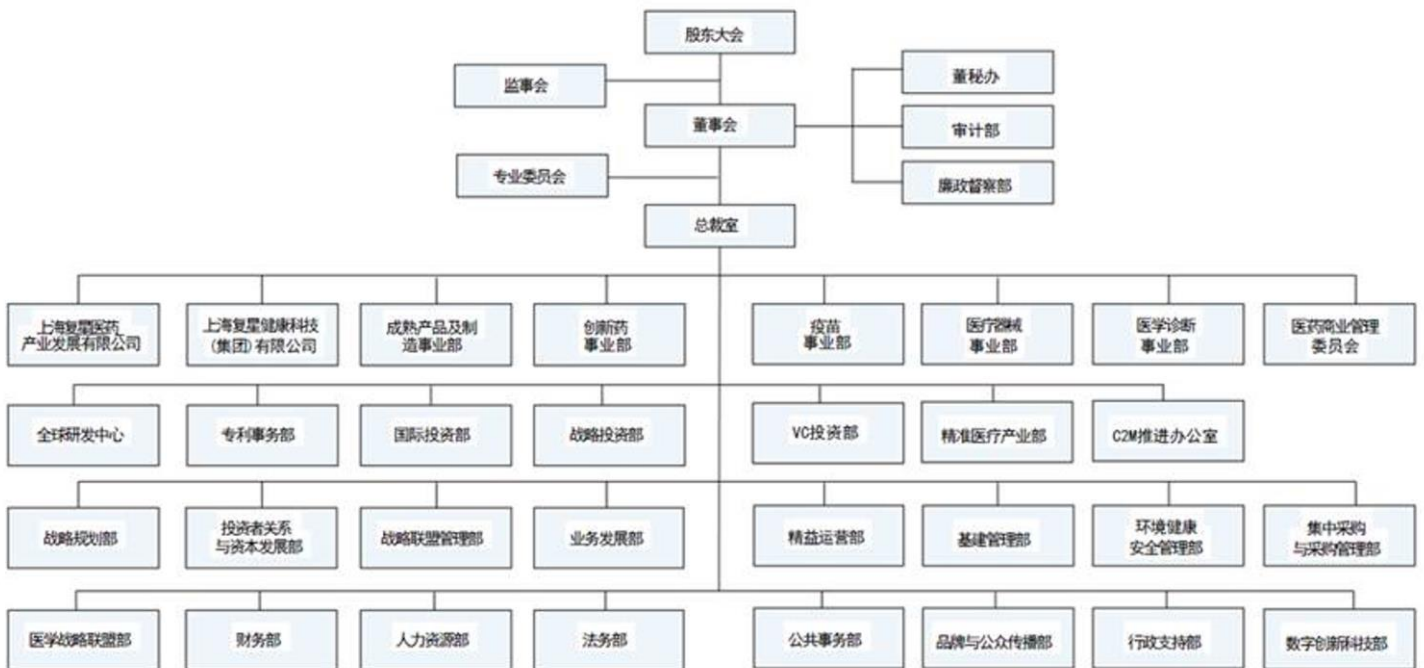 股东大会
监事会
董秘办
董事会
审计部
专业委员会
廉政督察部
总裁室
上海复星医药
产业发展有限公司
上海复星健康科技
(集团)有限公司
成熟产品及制
造事业部
创新药
事业部
疫苗
事业部
医疗器械
事业部
医学诊断
事业部
医药商业管理
委员会
全球研发中心
专利事务部
国际投资部
战略投资部
VC投资部
精准医疗产业部
C2M推进办公室
战略规划部
投资者关系
与资本发展部
战略联盟管理部
业务发展部
精益运营部
基建管理部
环境健康
安全管理部
集中采购
与采购管理部
医学战略联盟部
财务部
人力资源部
法务部
公共事务部
品牌与公众传播部
行政支持部
数字创新科技部